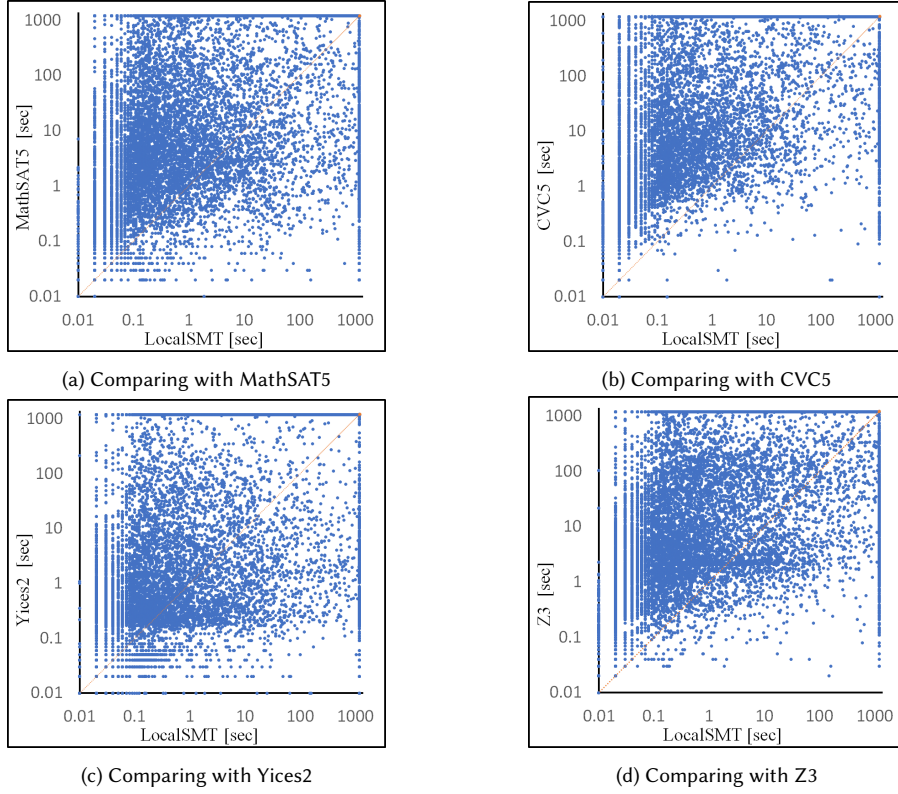 1000
100
10
1
0.1
0.01
MathSAT5 [sec]
0.01 0.1 1 10 100 1000
LocalSMT [sec]
(a) Comparing with MathSAT5
1000
100
10
1
0.1
0.01
CVC5 [sec]
0.01 0.1 1 10 100 1000
LocalSMT [sec]
(b) Comparing with CVC5
1000
100
10
1
0.1
0.01
Yices2 [sec]
0.01 0.1 1 10 100 1000
LocalSMT [sec]
(c) Comparing with Yices2
1000
100
10
1
0.1
0.01
Z3 [sec]
0.01 0.1 1 10 100 1000
LocalSMT [sec]
(d) Comparing with Z3